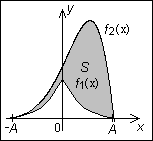 y
f₂(x)
S
f₁(x)
-A 0 A x